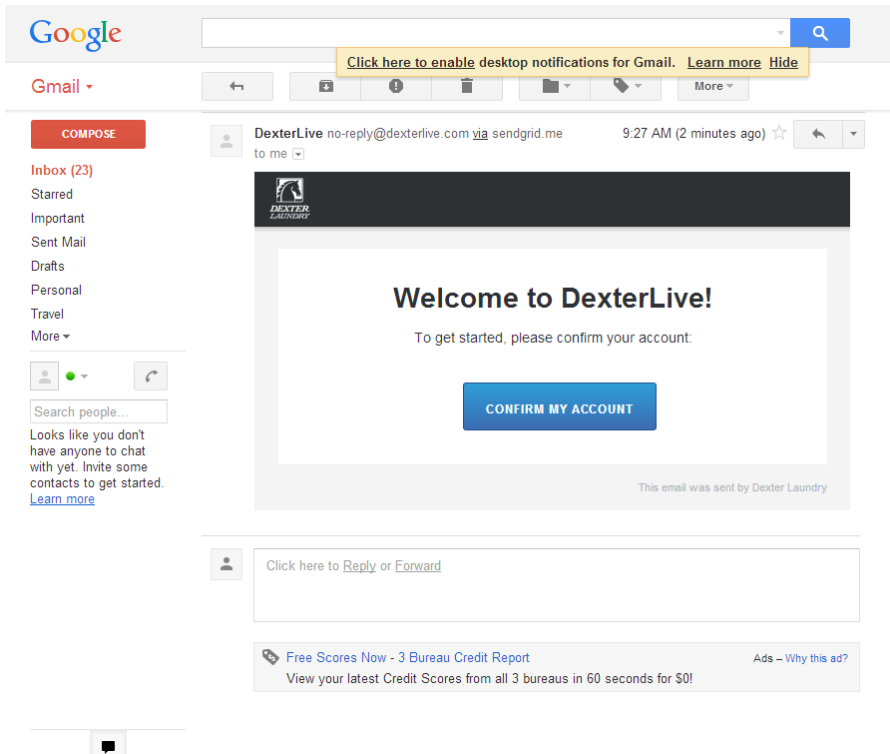 Google
Click here to enable desktop notifications for Gmail. Learn more Hide
Gmail
More
COMPOSE
Inbox (23)
Starred
Important
Sent Mail
Drafts
Personal
Travel
More
Search people...
Looks like you don't
have anyone to chat
with yet. Invite some
contacts to get started.
Learn more
DexterLive no-reply@dexterlive.com via sendgrid.me 9:27 AM (2 minutes ago)
to me
DEXTER
LAUNDRY
Welcome to DexterLive!
To get started, please confirm your account:
CONFIRM MY ACCOUNT
This email was sent by Dexter Laundry
Click here to Reply or Forward
Free Scores Now - 3 Bureau Credit Report Ads – Why this ad?
View your latest Credit Scores from all 3 bureaus in 60 seconds for $0!